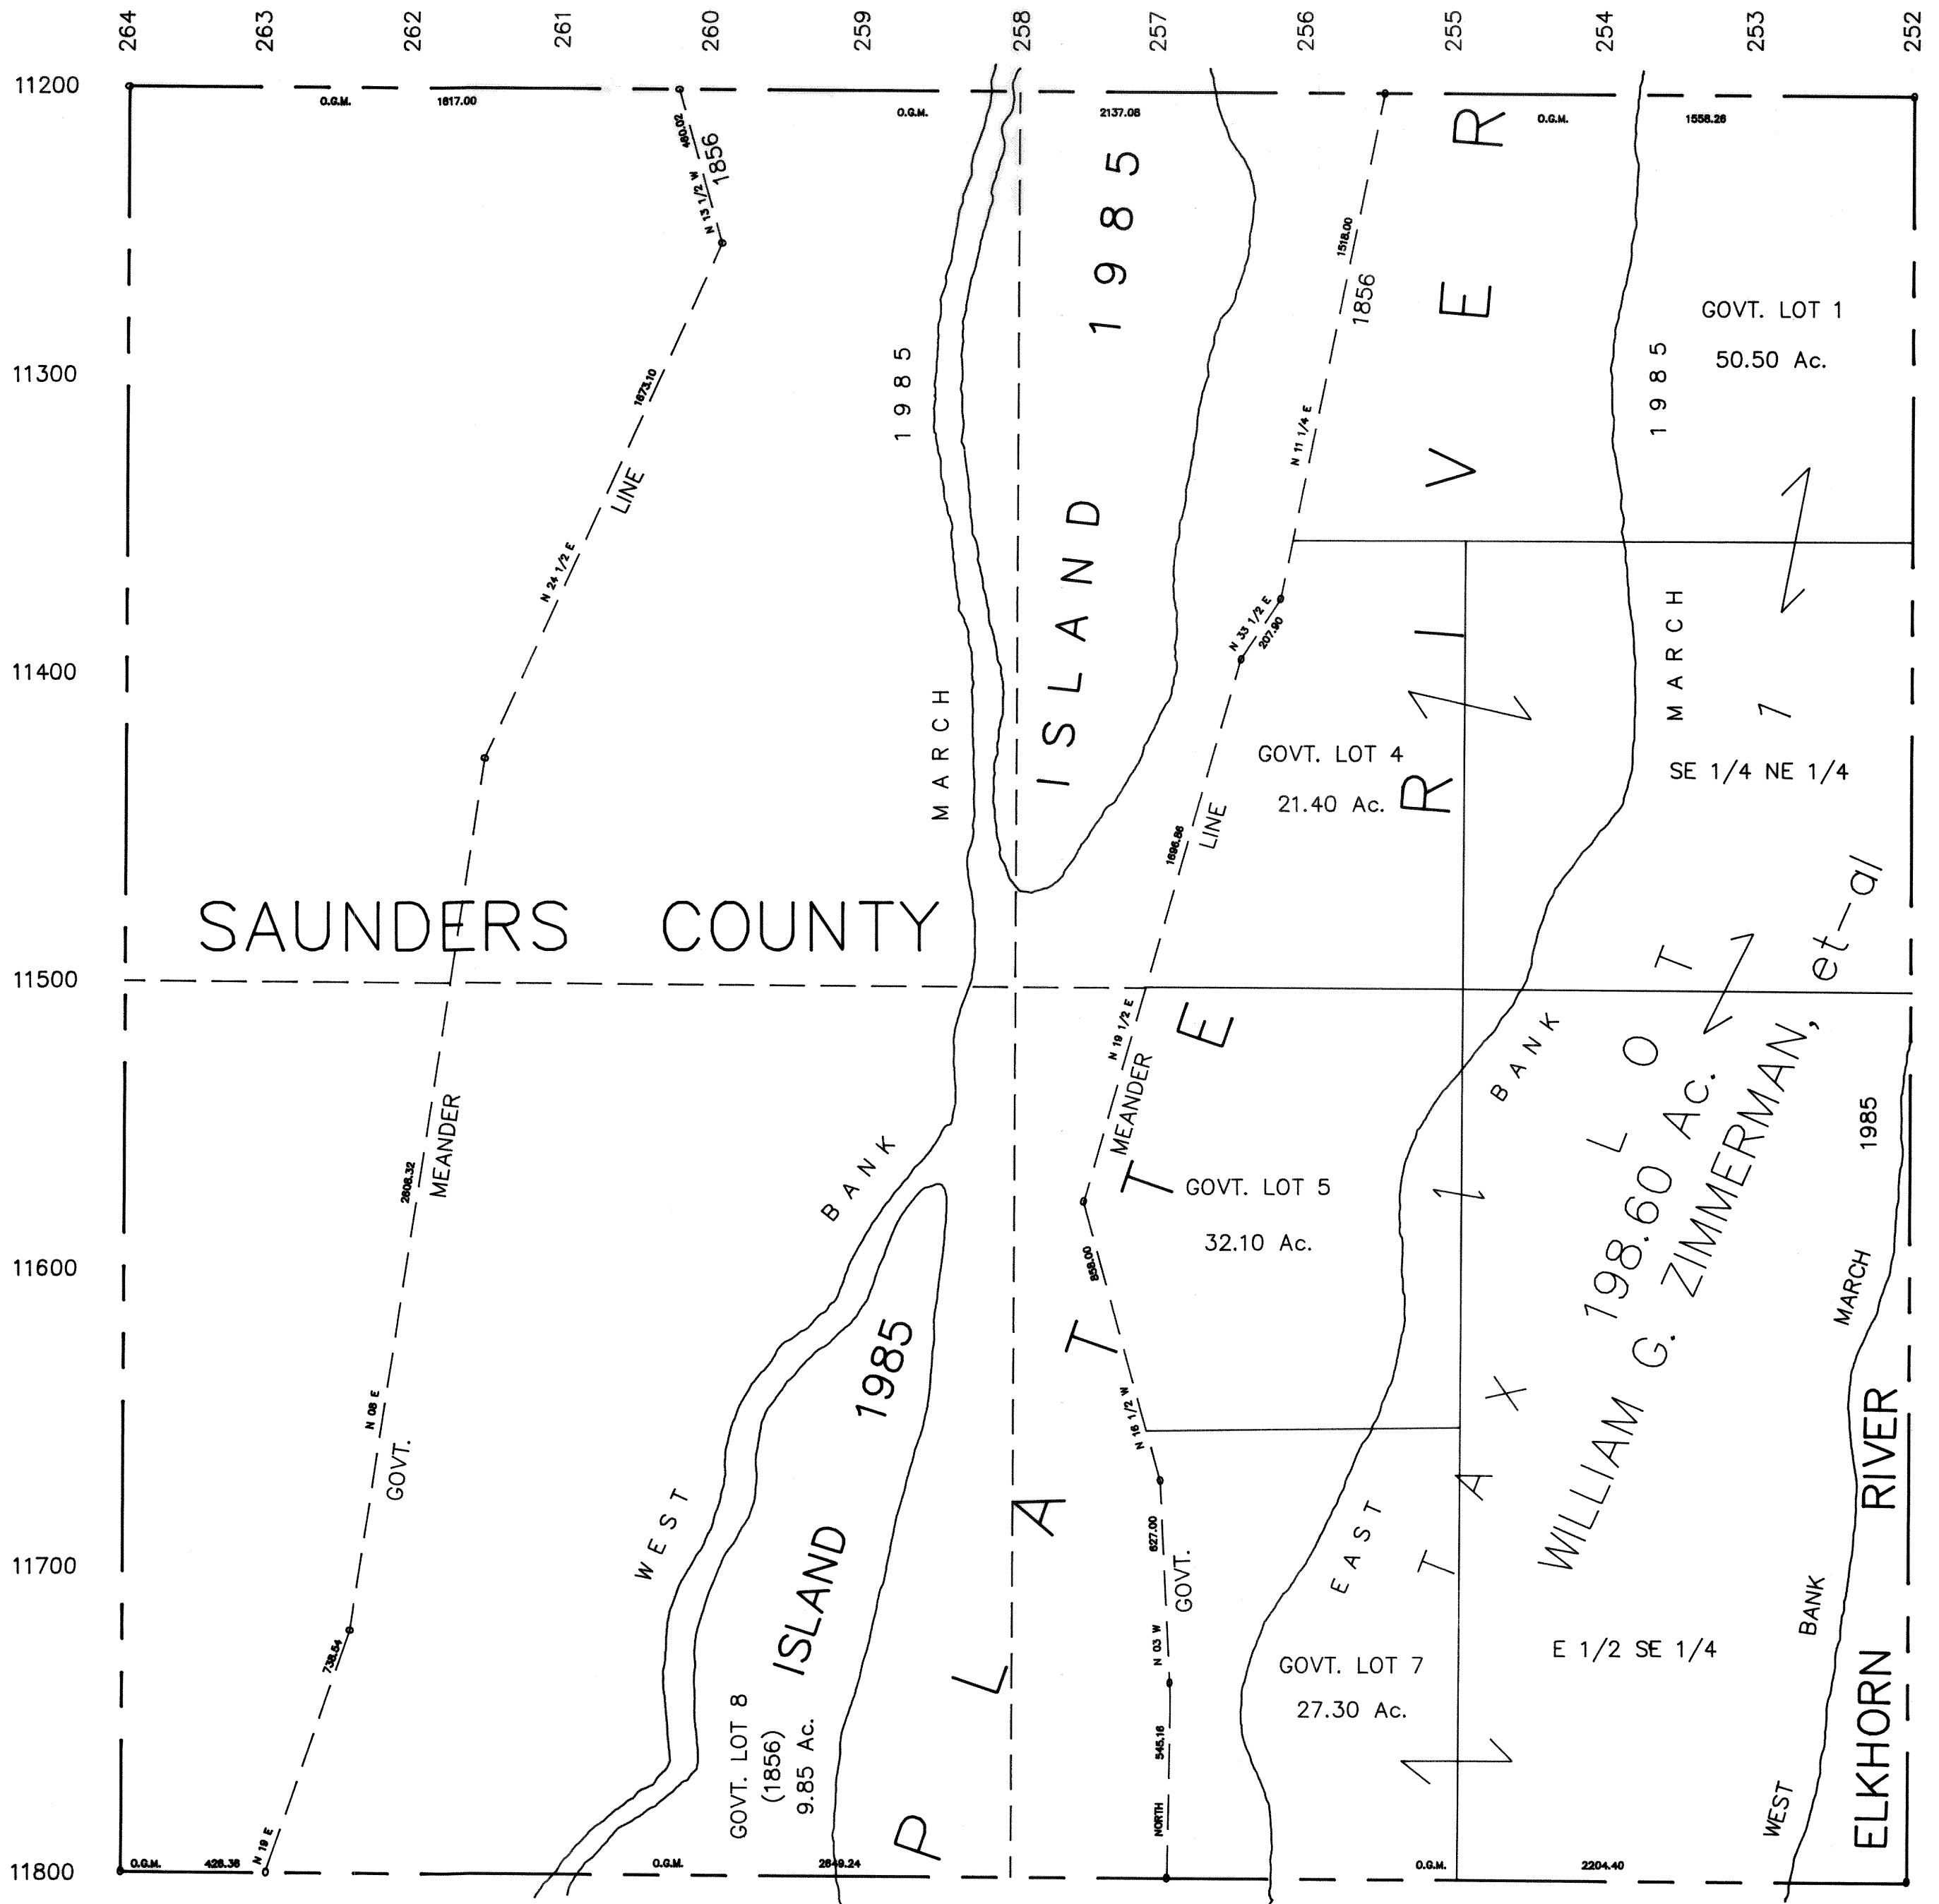 264 263 262 261 260 259 258 257 256 255 254 253 252
11200
11300
11400
11500
11600
11700
11800
O.G.M. 1617.00
O.G.M. 2137.08
O.G.M. 1558.26
460.02
N 13 1/2 W
1856
1673.10
N 24 1/2 E
LINE
2608.32
MEANDER
N 08 E
GOVT.
738.54
N 19 E
SAUNDERS COUNTY
1985
MARCH
BANK
WEST
ISLAND 1985
1518.00
1856
N 11 1/4 E
N 33 1/2 E
207.90
1696.86
LINE
N 19 1/2 E
MEANDER
858.00
N 16 1/2 W
627.00
GOVT.
N 03 W
545.16
NORTH
PLATTE RIVER
GOVT. LOT 1
50.50 Ac.
1985
MARCH
BANK
EAST
GOVT. LOT 4
21.40 Ac.
SE 1/4 NE 1/4
GOVT. LOT 5
32.10 Ac.
TAX LOT 1
198.60 Ac.
WILLIAM G. ZIMMERMAN, et-al
ISLAND 1985
GOVT. LOT 8
(1856)
9.85 Ac.
GOVT. LOT 7
27.30 Ac.
E 1/2 SE 1/4
1985
MARCH
BANK
WEST
ELKHORN RIVER
O.G.M. 426.36
O.G.M. 2649.24
O.G.M. 2204.40